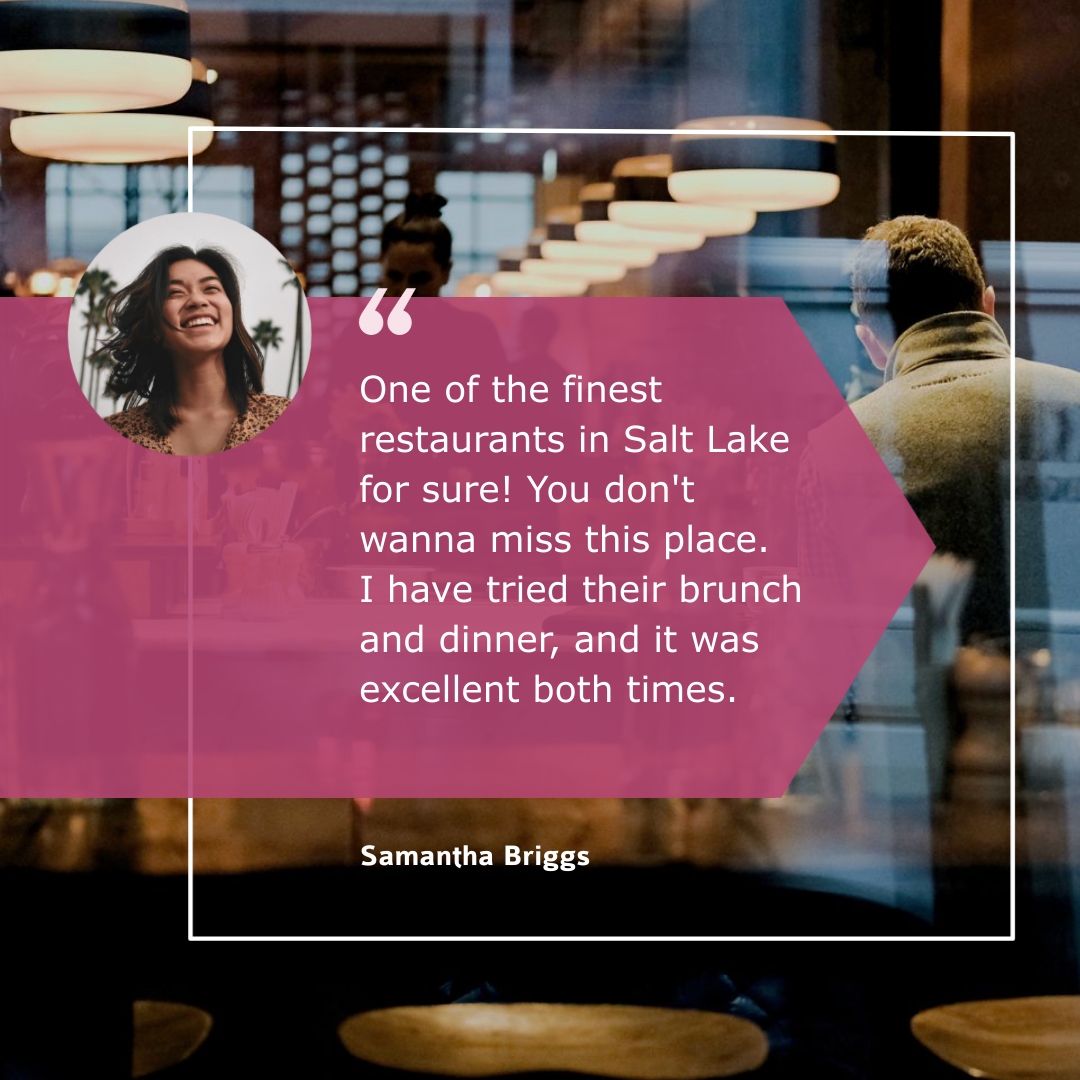 “
One of the finest
restaurants in Salt Lake
for sure! You don't
wanna miss this place.
I have tried their brunch
and dinner, and it was
excellent both times.
Samantha Briggs